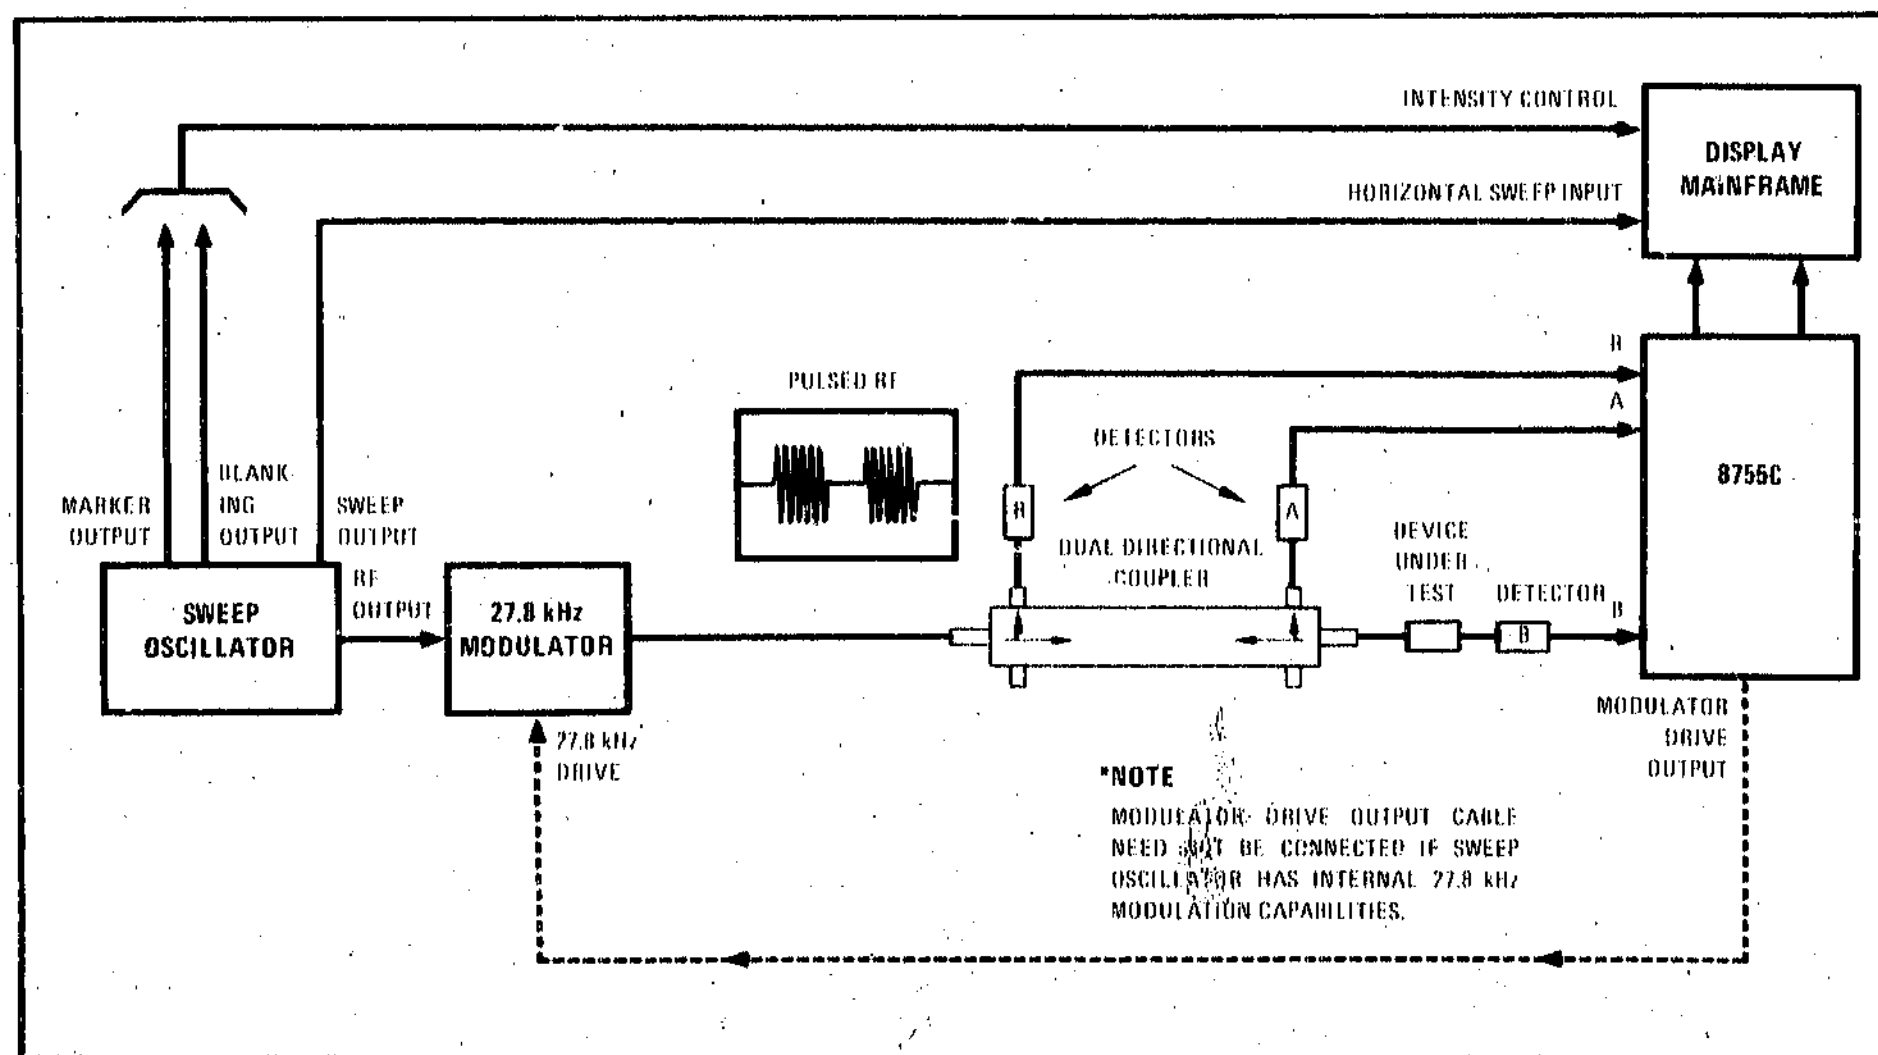 INTENSITY CONTROL
DISPLAY
MAINFRAME
HORIZONTAL SWEEP INPUT
R
A
PULSED RF
DETECTORS
8755C
BLANK-
ING
OUTPUT
MARKER
OUTPUT
SWEEP
OUTPUT
R
A
DUAL DIRECTIONAL
COUPLER
DEVICE
UNDER
TEST
DETECTOR
B
B
RF
OUTPUT
SWEEP
OSCILLATOR
27.8 kHz
MODULATOR
27.8 kHz
DRIVE
MODULATOR
DRIVE
OUTPUT
*NOTE
MODULATOR DRIVE OUTPUT CABLE
NEED NOT BE CONNECTED IF SWEEP
OSCILLATOR HAS INTERNAL 27.8 kHz
MODULATION CAPABILITIES.